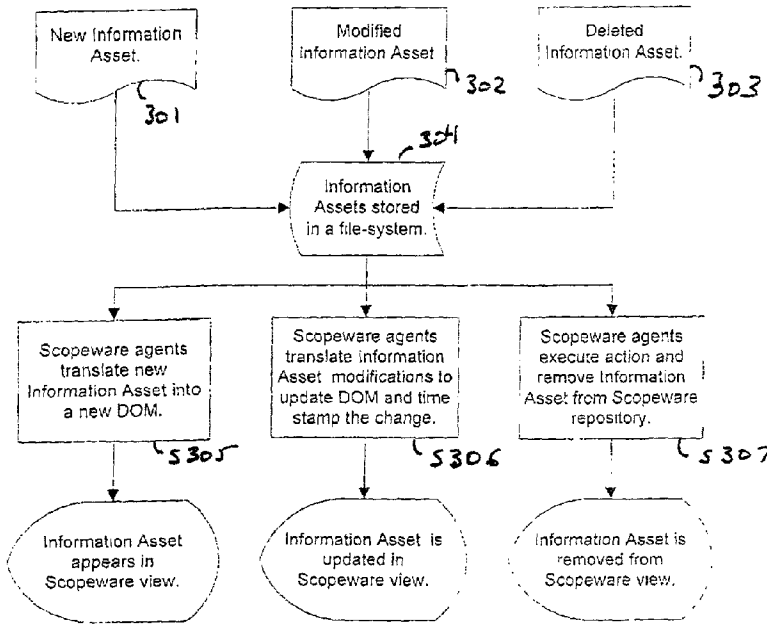 New Information
Asset.
301
Modified
Information Asset
302
Deleted
Information Asset.
303
304
Information
Assets stored
in a file-system.
Scopeware agents
translate new
Information Asset into
a new DOM.
S305
Scopeware agents
translate Information
Asset modifications to
update DOM and time
stamp the change.
S306
Scopeware agents
execute action and
remove Information
Asset from Scopeware
repository.
S307
Information Asset
appears in
Scopeware view.
Information Asset is
updated in
Scopeware view.
Information Asset is
removed from
Scopeware view.